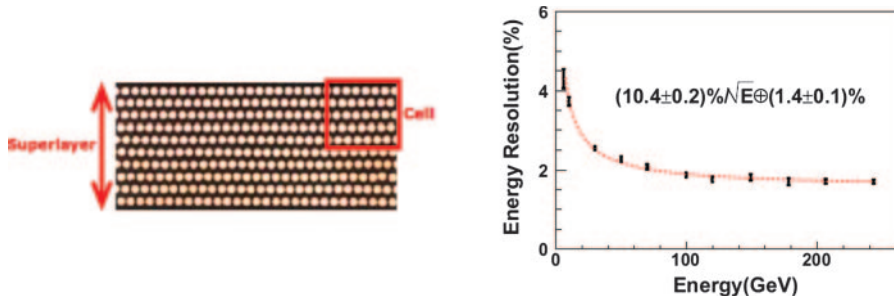 Superlayer
Cell
Energy Resolution(%)
6
4
2
0
(10.4±0.2)%/√E⊕(1.4±0.1)%
0
100
200
Energy(GeV)